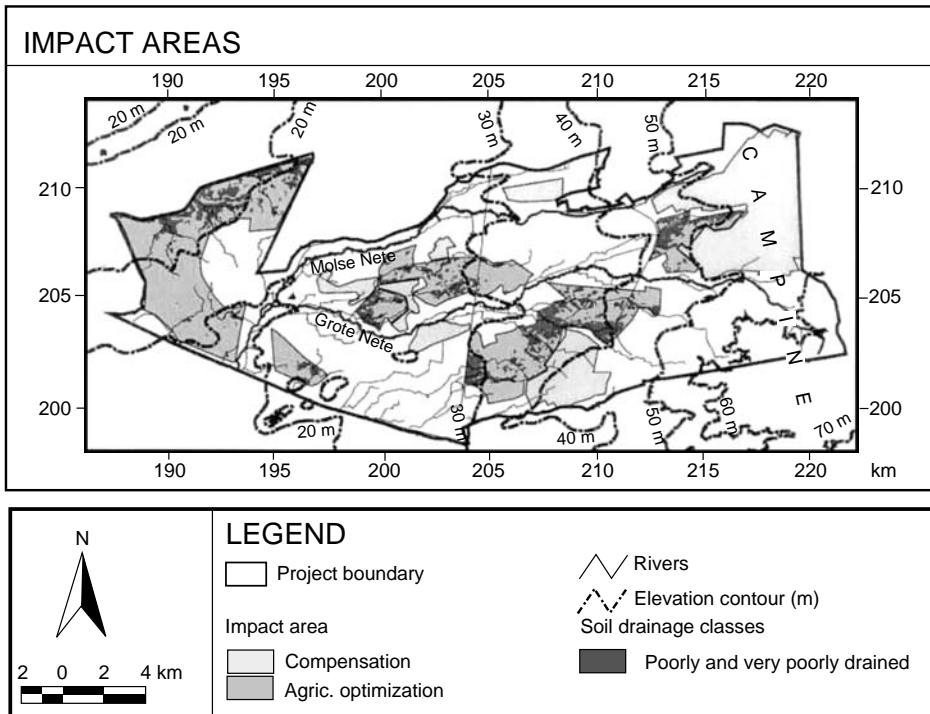 IMPACT AREAS
190 195 200 205 210 215 220
20 m
20 m
20 m
30 m
40 m
50 m
210
210
205
205
200
200
Molse Nete
Grote Nete
CAMPINE
20 m
30 m
40 m
50 m
60 m
70 m
190 195 200 205 210 215 220 km
N
2 0 2 4 km
LEGEND
Project boundary
Impact area
Compensation
Agric. optimization
Rivers
Elevation contour (m)
Soil drainage classes
Poorly and very poorly drained